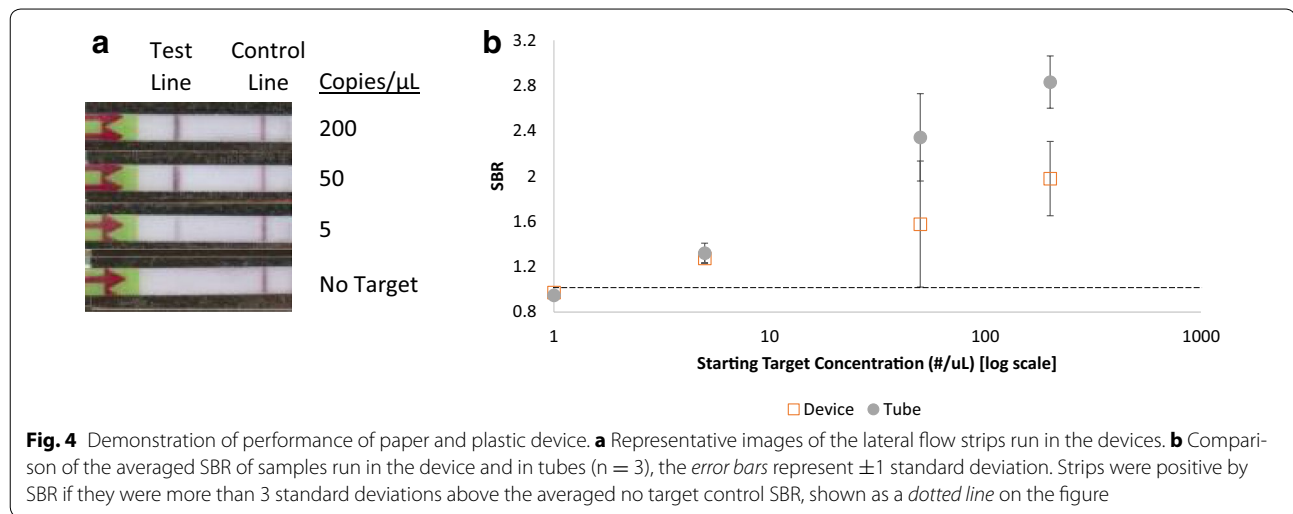 a
Test Line
Control Line
Copies/µL
200
50
5
No Target
b
3.2
2.8
2.4
2
1.6
1.2
0.8
SBR
1
10
100
1000
Starting Target Concentration (#/uL) [log scale]
Device
Tube
Fig. 4 Demonstration of performance of paper and plastic device. a Representative images of the lateral flow strips run in the devices. b Compari-
son of the averaged SBR of samples run in the device and in tubes (n = 3), the error bars represent ±1 standard deviation. Strips were positive by
SBR if they were more than 3 standard deviations above the averaged no target control SBR, shown as a dotted line on the figure